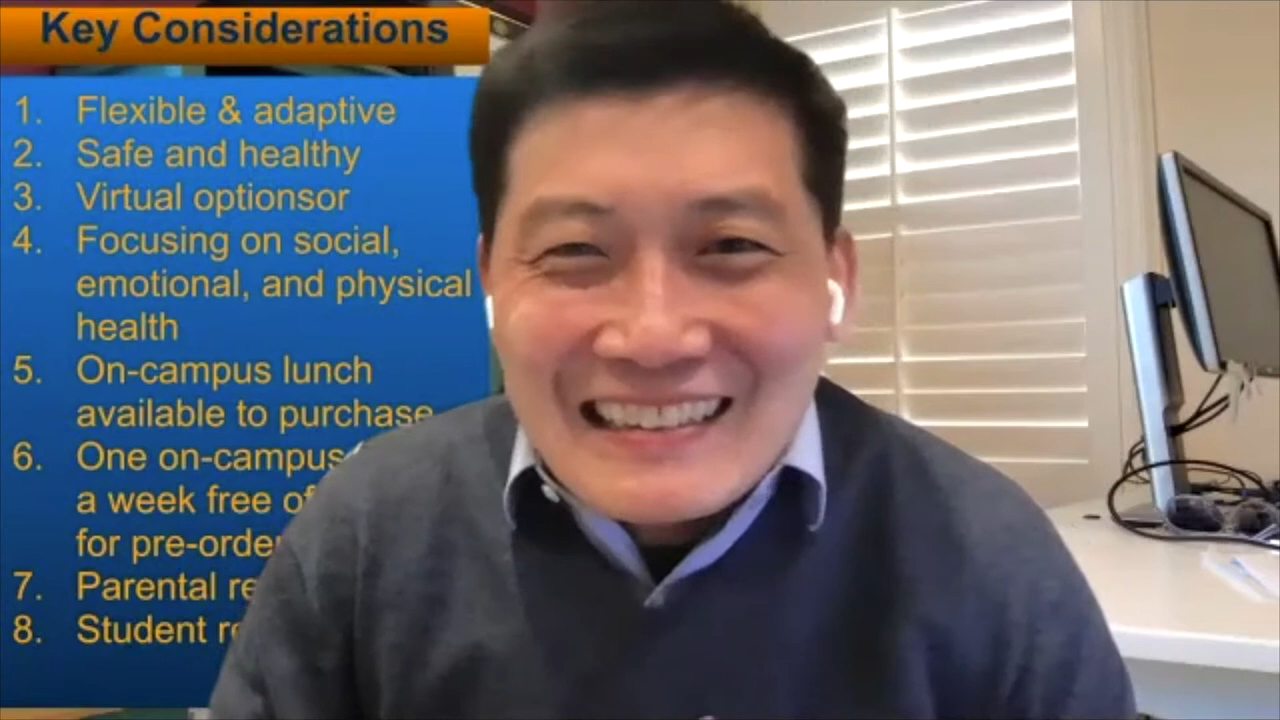 Key Considerations
1. Flexible & adaptive
2. Safe and healthy
3. Virtual optionsor
4. Focusing on social,
emotional, and physical
health
5. On-campus lunch
available to purchase
6. One on-campus
a week free of
for pre-order
7. Parental
8. Student